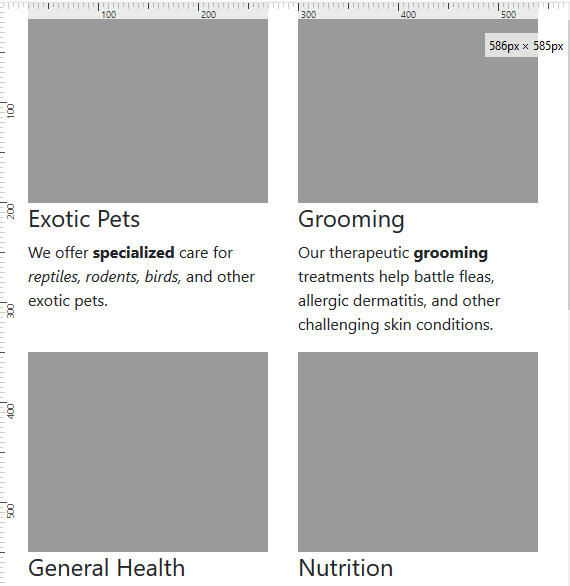 100 200 300 400 500
586px × 585px
100
200
300
400
500
Exotic Pets
We offer specialized care for
reptiles, rodents, birds, and other
exotic pets.
Grooming
Our therapeutic grooming
treatments help battle fleas,
allergic dermatitis, and other
challenging skin conditions.
General Health
Nutrition